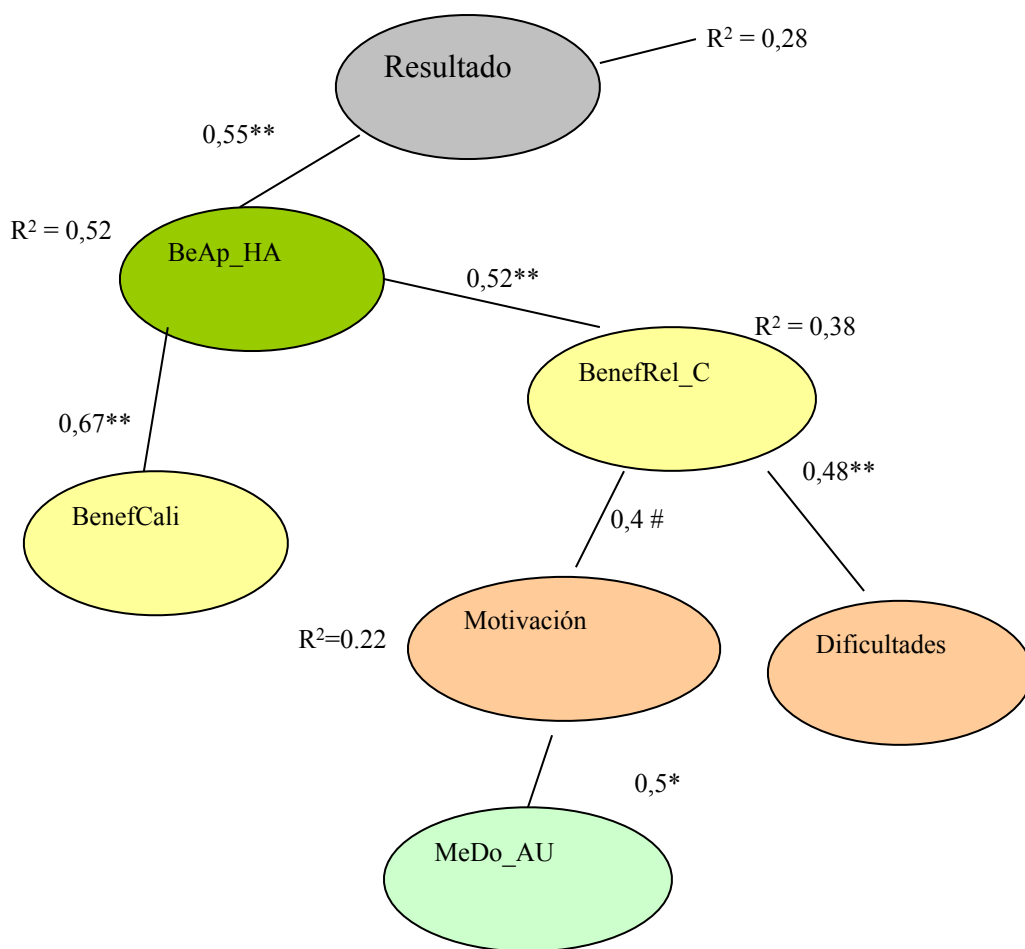 R² = 0,28
Resultado
0,55**
R² = 0,52
BeAp_HA
0,52**
R² = 0,38
BenefRel_C
0,67**
0,48**
BenefCali
0,4 #
Motivación
R²=0.22
Dificultades
0,5*
MeDo_AU